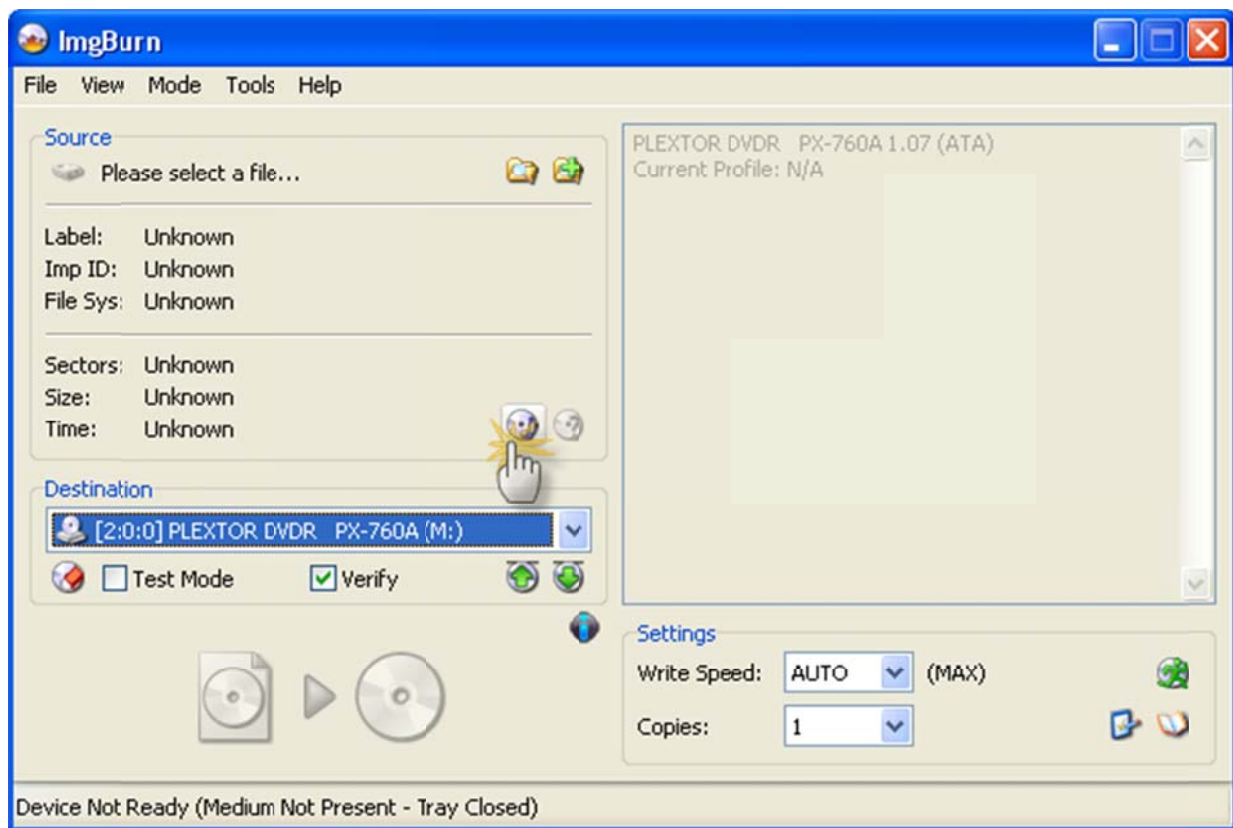 ImgBurn
File View Mode Tools Help
Source
Please select a file...
Label: Unknown
Imp ID: Unknown
File Sys: Unknown
Sectors: Unknown
Size: Unknown
Time: Unknown
Destination
[2:0:0] PLEXTOR DVDR PX-760A (M:)
Test Mode Verify
PLEXTOR DVDR PX-760A 1.07 (ATA)
Current Profile: N/A
Settings
Write Speed: AUTO (MAX)
Copies: 1
Device Not Ready (Medium Not Present - Tray Closed)